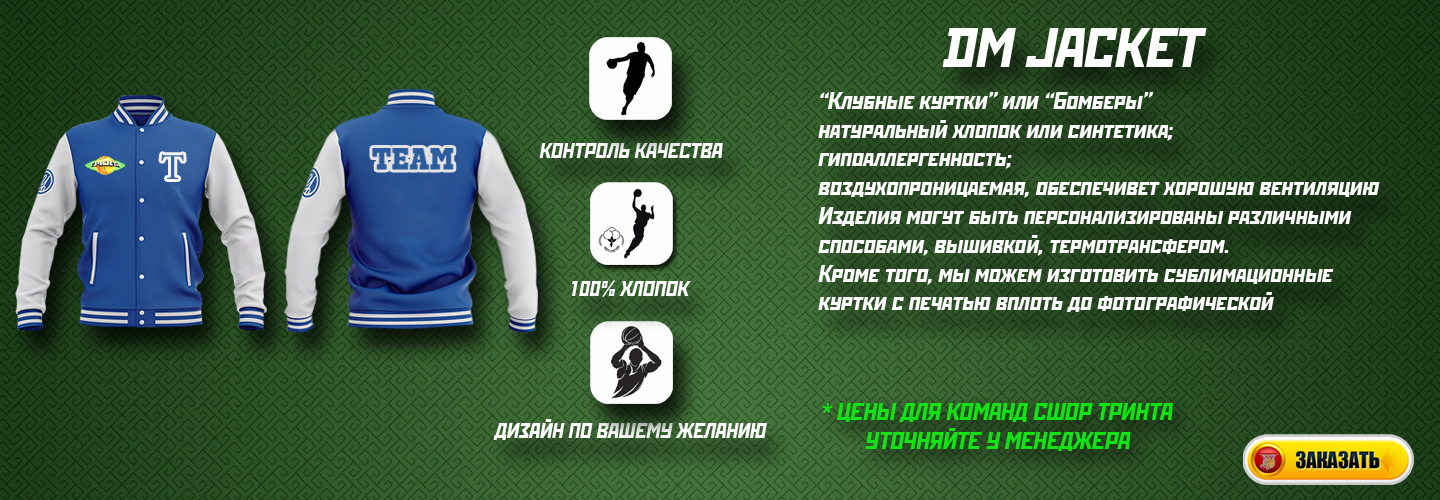 DM JACKET
“Клубные куртки” или “Бомберы”
НАТУРАЛЬНЫЙ ХЛОПОК ИЛИ СИНТЕТИКА;
ГИПОАЛЛЕРГЕННОСТЬ;
ВОЗДУХОПРОНИЦАЕМАЯ, ОБЕСПЕЧИВЕТ ХОРОШУЮ ВЕНТИЛЯЦИЮ
Изделия могут быть персонализированы различными
способами, вышивкой, термотрансфером.
Кроме того, мы можем изготовить сублимационные
куртки с печатью вплоть до фотографической
* ЦЕНЫ ДЛЯ КОМАНД СШОР ТРИНТА
УТОЧНЯЙТЕ У МЕНЕДЖЕРА
ЗАКАЗАТЬ
КОНТРОЛЬ КАЧЕСТВА
100% ХЛОПОК
ДИЗАЙН ПО ВАШЕМУ ЖЕЛАНИЮ
T
TEAM